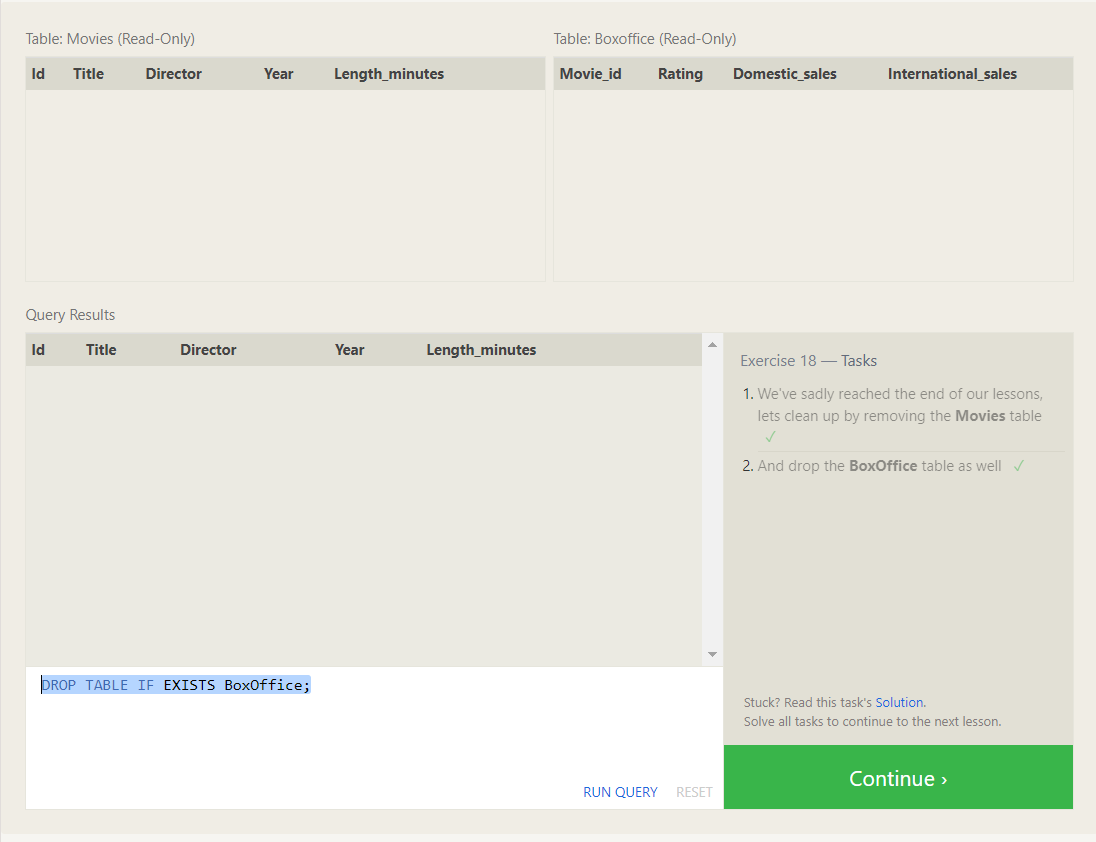 Table: Movies (Read-Only)
Id Title Director Year Length_minutes
Table: Boxoffice (Read-Only)
Movie_id Rating Domestic_sales International_sales
Query Results
Id Title Director Year Length_minutes
DROP TABLE IF EXISTS BoxOffice;
RUN QUERY RESET
Exercise 18 — Tasks
1. We've sadly reached the end of our lessons,
lets clean up by removing the Movies table
✓
2. And drop the BoxOffice table as well ✓
Stuck? Read this task's Solution.
Solve all tasks to continue to the next lesson.
Continue ›